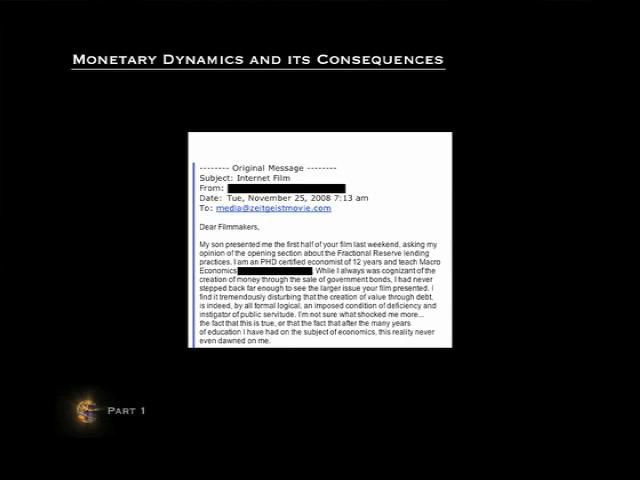 Monetary Dynamics and its Consequences
-------- Original Message --------
Subject: Internet Film
From:
Date: Tue, November 25, 2008 7:13 am
To: media@zeitgeistmovie.com
Dear Filmmakers,
My son presented me the first half of your film last weekend, asking my
opinion of the opening section about the Fractional Reserve lending
practices. I am an PHD certified economist of 12 years and teach Macro
Economics . While I always was cognizant of the
creation of money through the sale of government bonds, I had never
stepped back far enough to see the larger issue your film presented. I
find it tremendously disturbing that the creation of value through debt,
is indeed, by all formal logical, an imposed condition of deficiency and
instigator of public servitude. I'm not sure what shocked me more...
the fact that this is true, or that the fact that after the many years
of education I have had on the subject of economics, this reality never
even dawned on me.
Part 1